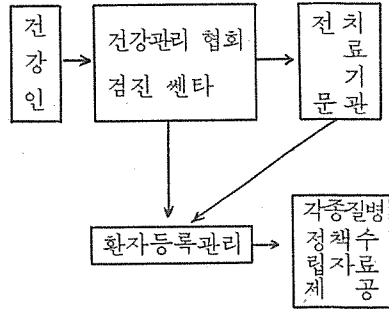 건
강
인
건강관리 협회
검진 쎈타
전 치
료
기
문 관
환자등록관리
각종질병
정책수
립자료
제 공